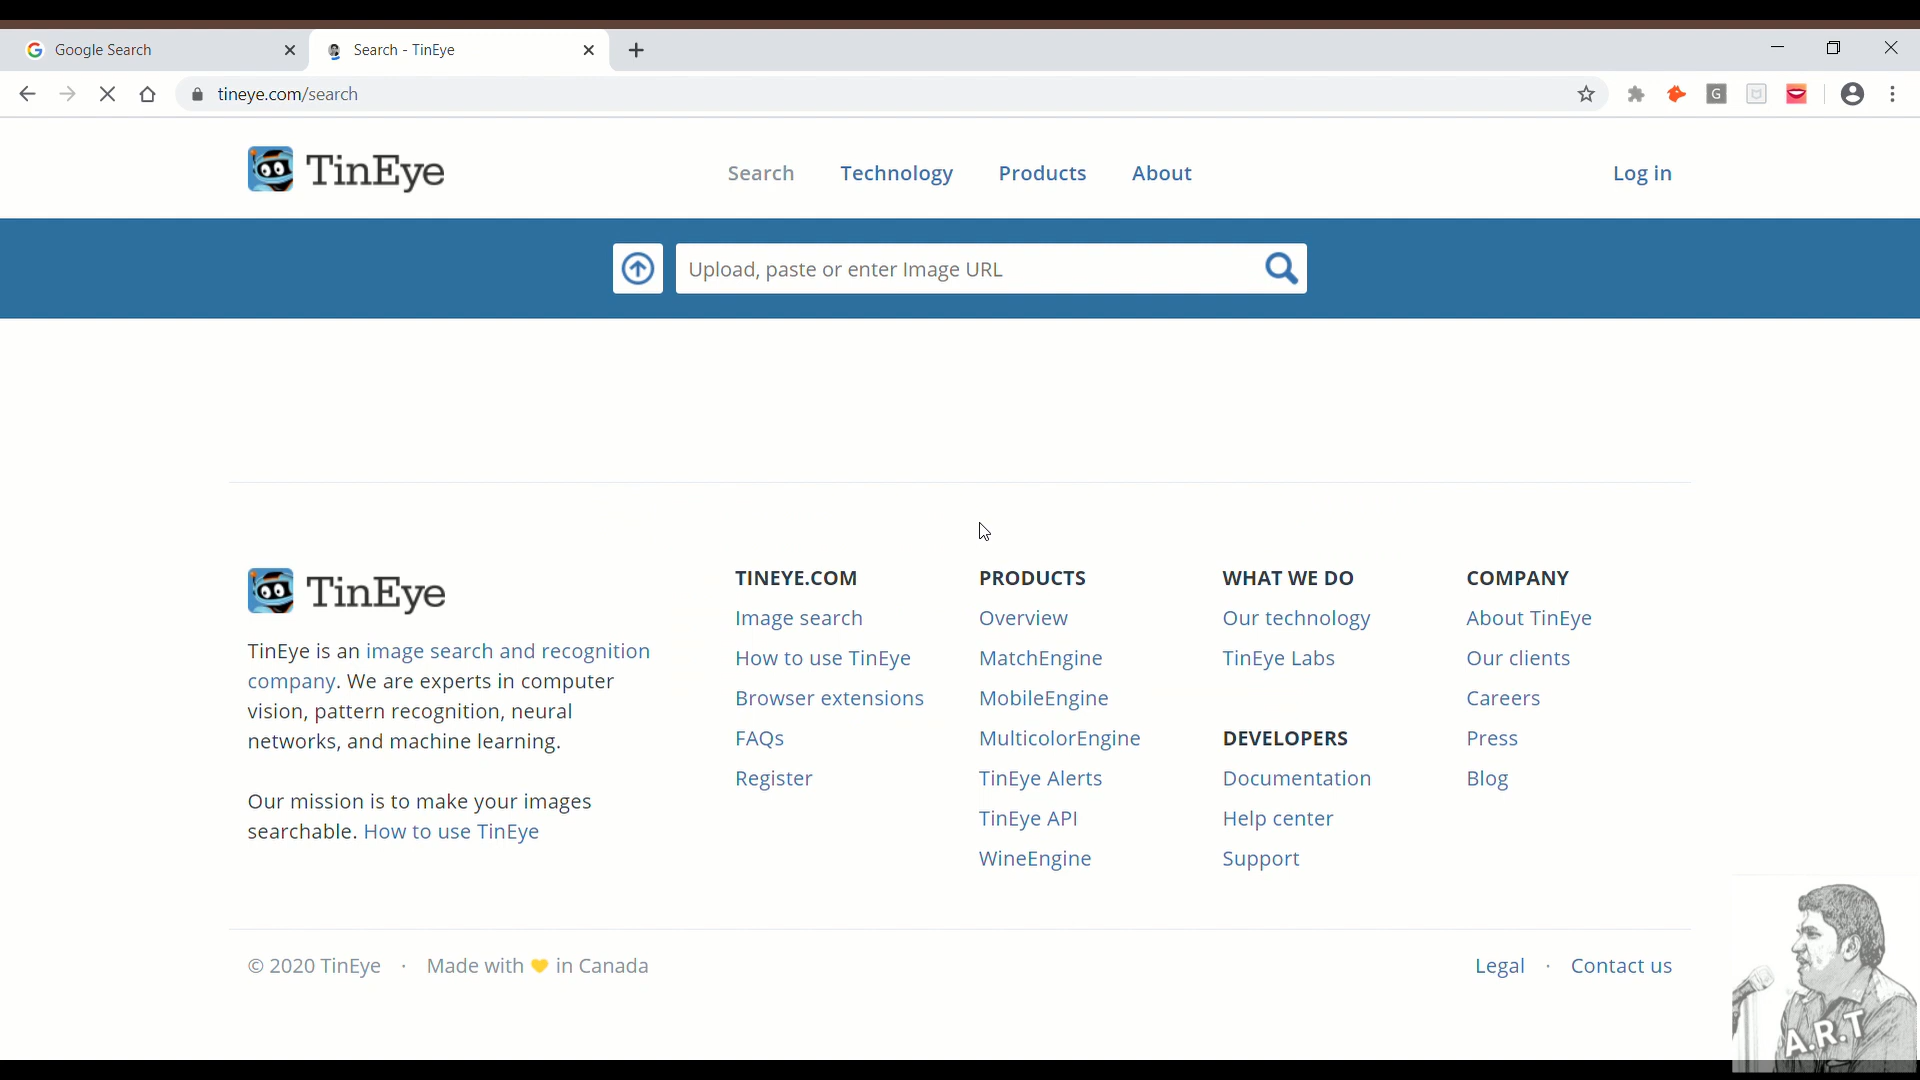 Google Search
Search - TinEye
tineye.com/search
G
TinEye
Search Technology Products About Log in
Upload, paste or enter Image URL
TinEye
TinEye is an image search and recognition
company. We are experts in computer
vision, pattern recognition, neural
networks, and machine learning.
Our mission is to make your images
searchable. How to use TinEye
TINEYE.COM
Image search
How to use TinEye
Browser extensions
FAQs
Register
PRODUCTS
Overview
MatchEngine
MobileEngine
MulticolorEngine
TinEye Alerts
TinEye API
WineEngine
WHAT WE DO
Our technology
TinEye Labs
DEVELOPERS
Documentation
Help center
Support
COMPANY
About TinEye
Our clients
Careers
Press
Blog
© 2020 TinEye · Made with 💛 in Canada
Legal · Contact us
A.R.T